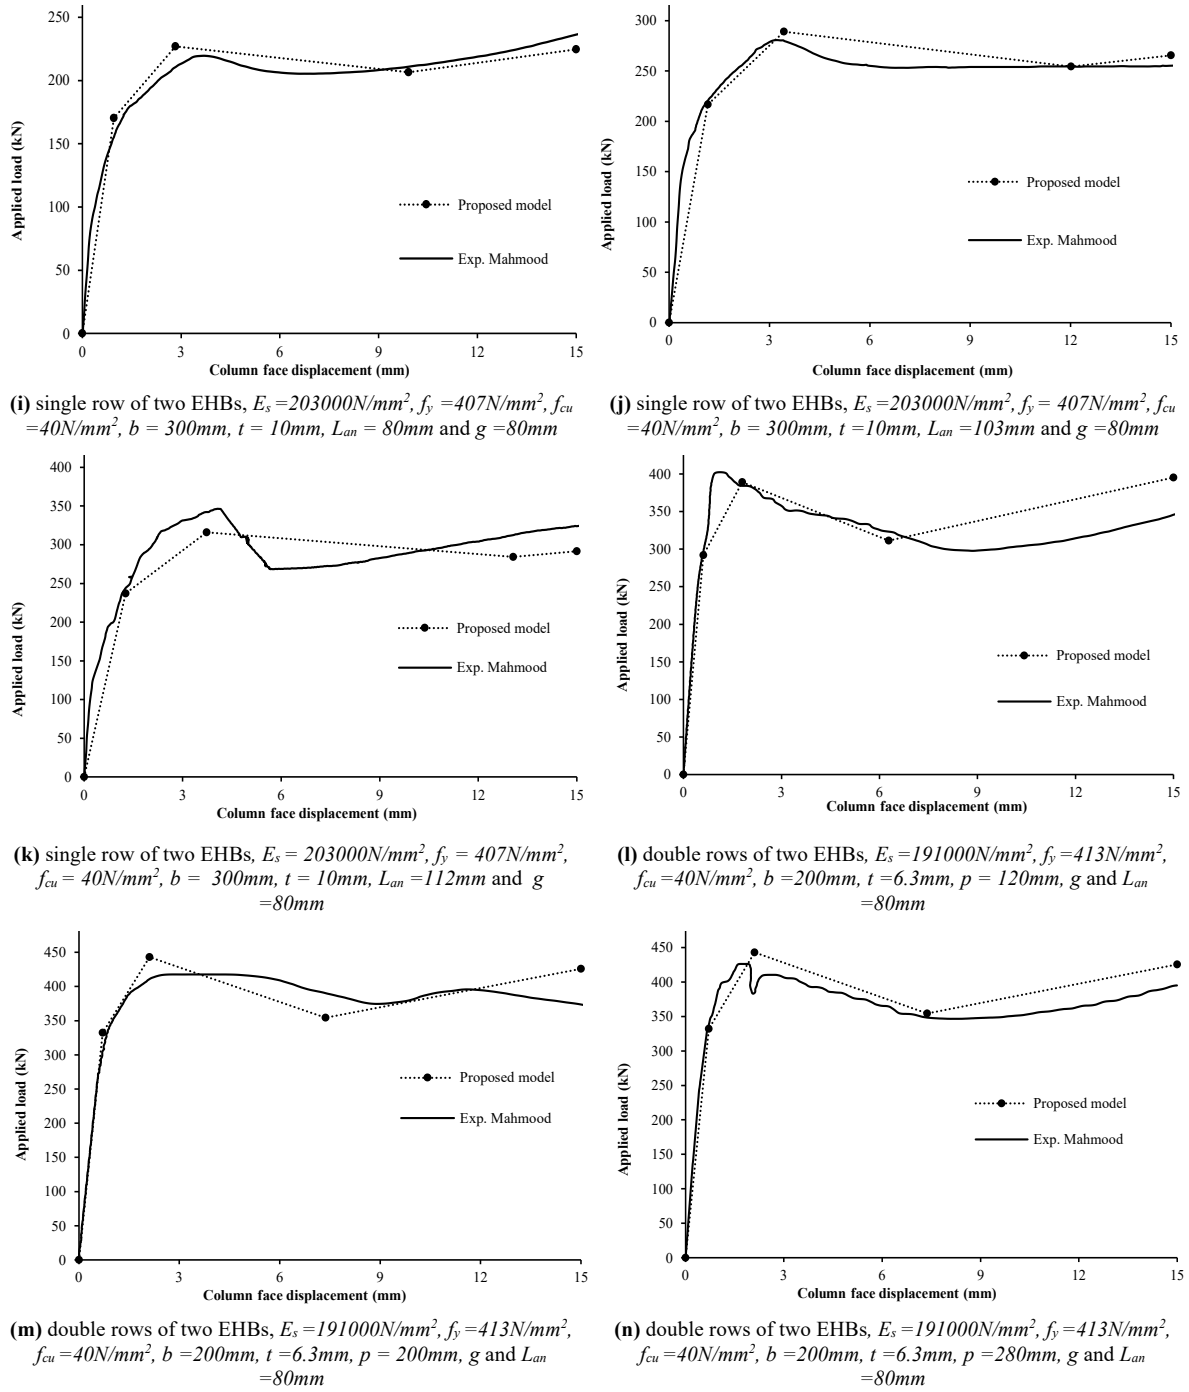 250
200
150
100
50
0
Applied load (kN)
0 3 6 9 12 15
Column face displacement (mm)
Proposed model
Exp. Mahmood
300
250
200
150
100
50
0
Applied load (kN)
0 3 6 9 12 15
Column face displacement (mm)
Proposed model
Exp. Mahmood
(i) single row of two EHBs, Es =203000N/mm², fy =407N/mm², fcu
=40N/mm², b = 300mm, t = 10mm, Lan = 80mm and g =80mm
(j) single row of two EHBs, Es =203000N/mm², fy = 407N/mm², fcu
=40N/mm², b = 300mm, t =10mm, Lan =103mm and g =80mm
400
350
300
250
200
150
100
50
0
Applied load (kN)
0 3 6 9 12 15
Column face displacement (mm)
Proposed model
Exp. Mahmood
400
350
300
250
200
150
100
50
0
Applied load (kN)
0 3 6 9 12 15
Column face displacement (mm)
Proposed model
Exp. Mahmood
(k) single row of two EHBs, Es = 203000N/mm², fy = 407N/mm²,
fcu = 40N/mm², b = 300mm, t = 10mm, Lan =112mm and g
=80mm
(l) double rows of two EHBs, Es =191000N/mm², fy =413N/mm²,
fcu =40N/mm², b =200mm, t =6.3mm, p = 120mm, g and Lan
=80mm
450
400
350
300
250
200
150
100
50
0
Applied load (kN)
0 3 6 9 12 15
Column face displacement (mm)
Proposed model
Exp. Mahmood
450
400
350
300
250
200
150
100
50
0
Applied load (kN)
0 3 6 9 12 15
Column face displacement (mm)
Proposed model
Exp. Mahmood
(m) double rows of two EHBs, Es =191000N/mm², fy =413N/mm²,
fcu =40N/mm², b =200mm, t =6.3mm, p = 200mm, g and Lan
=80mm
(n) double rows of two EHBs, Es =191000N/mm², fy =413N/mm²,
fcu =40N/mm², b =200mm, t =6.3mm, p =280mm, g and Lan
=80mm